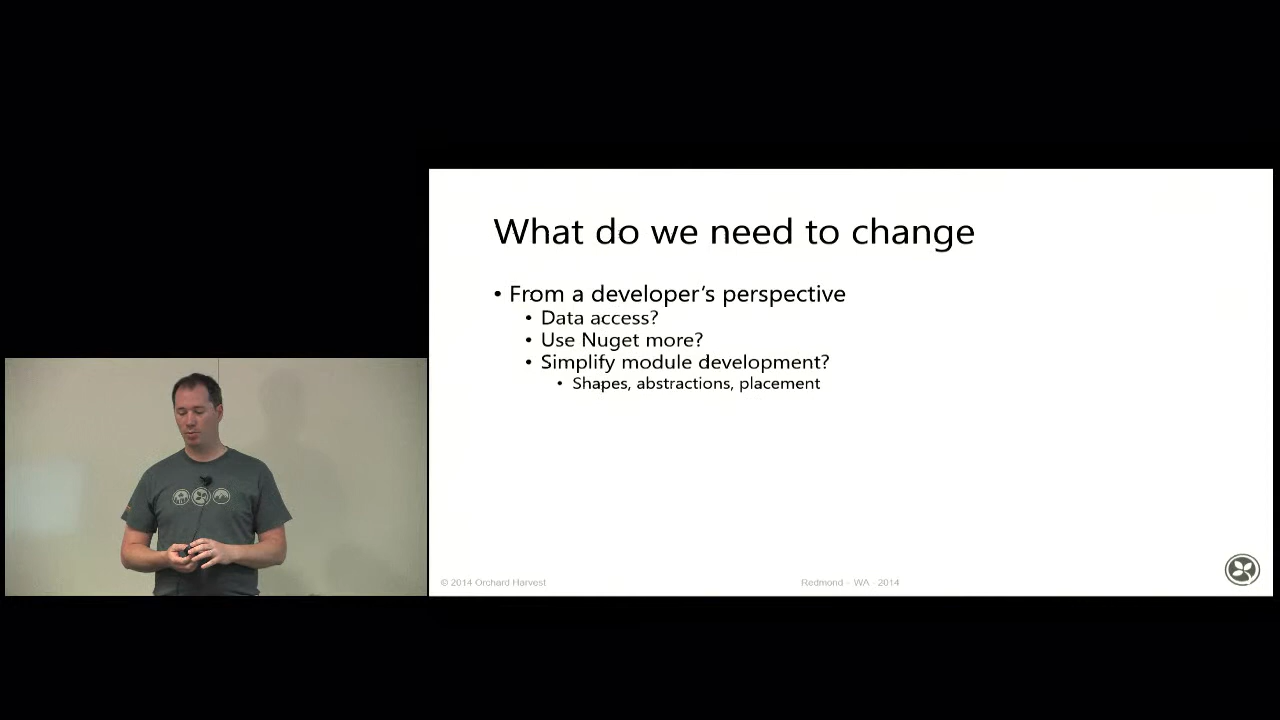 What do we need to change
• From a developer's perspective
• Data access?
• Use Nuget more?
• Simplify module development?
• Shapes, abstractions, placement
© 2014 Orchard Harvest
Redmond - WA - 2014